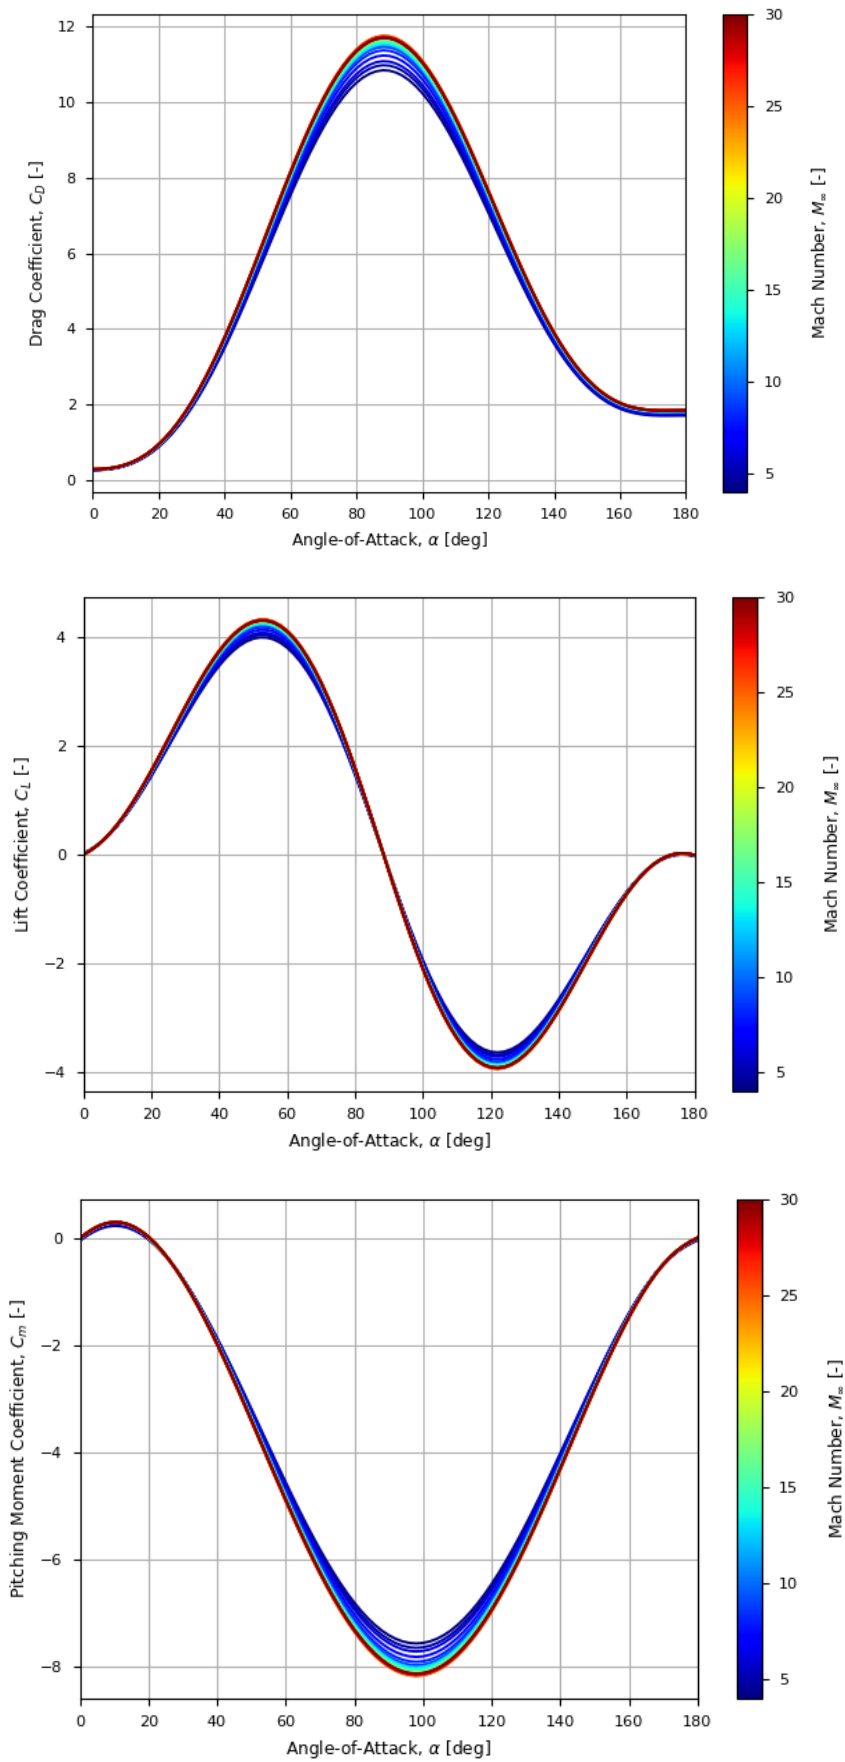 12
10
8
6
4
2
0
Drag Coefficient, C_D [-]
0 20 40 60 80 100 120 140 160 180
Angle-of-Attack, α [deg]
30
25
20
15
10
5
Mach Number, M_∞ [-]
4
2
0
−2
−4
Lift Coefficient, C_L [-]
0 20 40 60 80 100 120 140 160 180
Angle-of-Attack, α [deg]
30
25
20
15
10
5
Mach Number, M_∞ [-]
0
−2
−4
−6
−8
Pitching Moment Coefficient, C_m [-]
0 20 40 60 80 100 120 140 160 180
Angle-of-Attack, α [deg]
30
25
20
15
10
5
Mach Number, M_∞ [-]